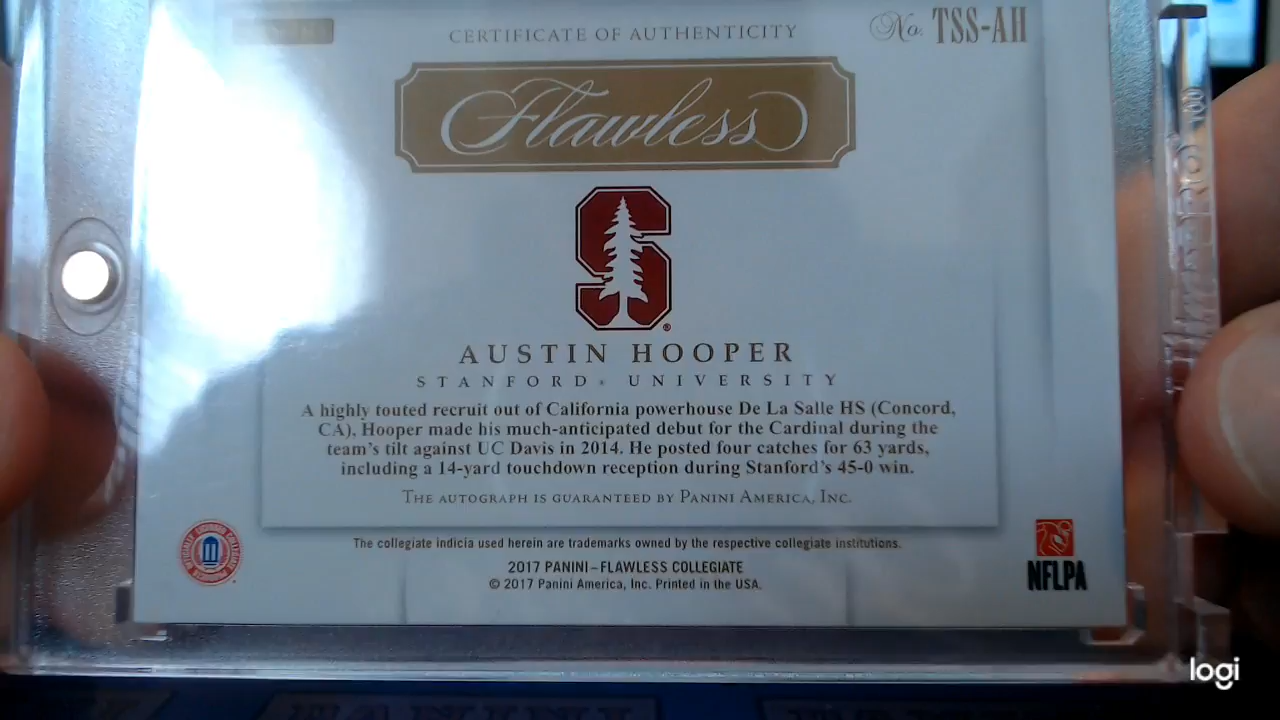 CERTIFICATE OF AUTHENTICITY
No. TSS-AH
Flawless
AUSTIN HOOPER
STANFORD • UNIVERSITY
A highly touted recruit out of California powerhouse De La Salle HS (Concord,
CA), Hooper made his much-anticipated debut for the Cardinal during the
team's tilt against UC Davis in 2014. He posted four catches for 63 yards,
including a 14-yard touchdown reception during Stanford's 45-0 win.
THE AUTOGRAPH IS GUARANTEED BY PANINI AMERICA, INC.
The collegiate indicia used herein are trademarks owned by the respective collegiate institutions.
2017 PANINI–FLAWLESS COLLEGIATE
© 2017 Panini America, Inc. Printed in the USA.
NFLPA
logi